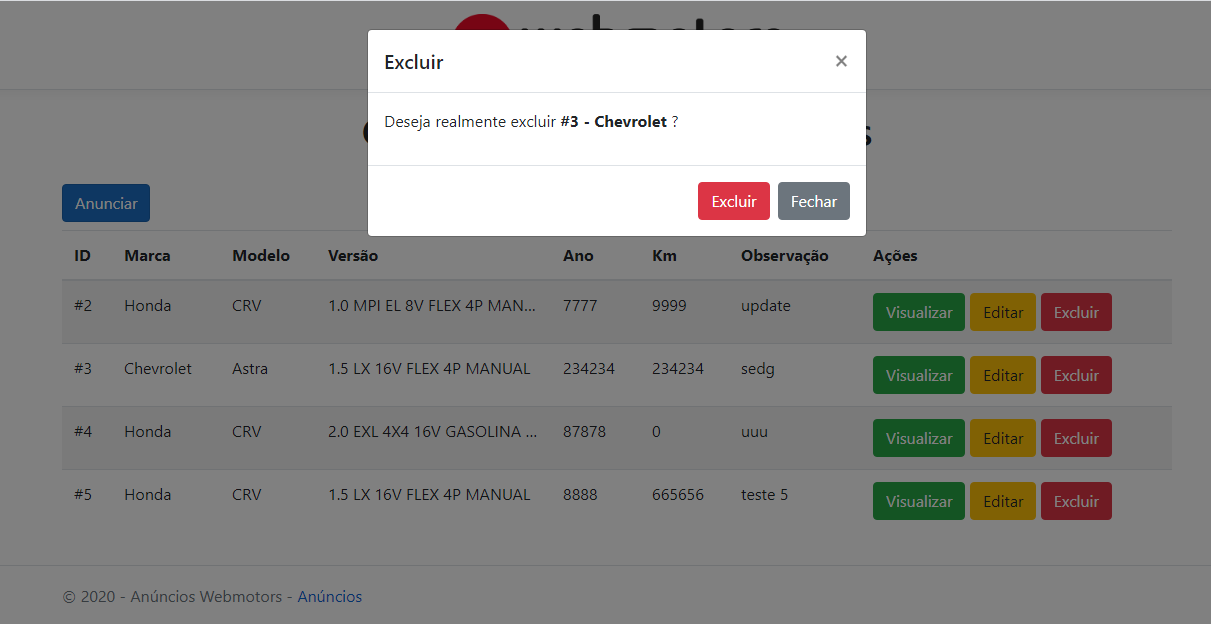 Excluir ×
Deseja realmente excluir #3 - Chevrolet ?
Excluir Fechar
Anunciar
ID Marca Modelo Versão Ano Km Observação Ações
#2 Honda CRV 1.0 MPI EL 8V FLEX 4P MAN... 7777 9999 update Visualizar Editar Excluir
#3 Chevrolet Astra 1.5 LX 16V FLEX 4P MANUAL 234234 234234 sedg Visualizar Editar Excluir
#4 Honda CRV 2.0 EXL 4X4 16V GASOLINA ... 87878 0 uuu Visualizar Editar Excluir
#5 Honda CRV 1.5 LX 16V FLEX 4P MANUAL 8888 665656 teste 5 Visualizar Editar Excluir
© 2020 - Anúncios Webmotors - Anúncios